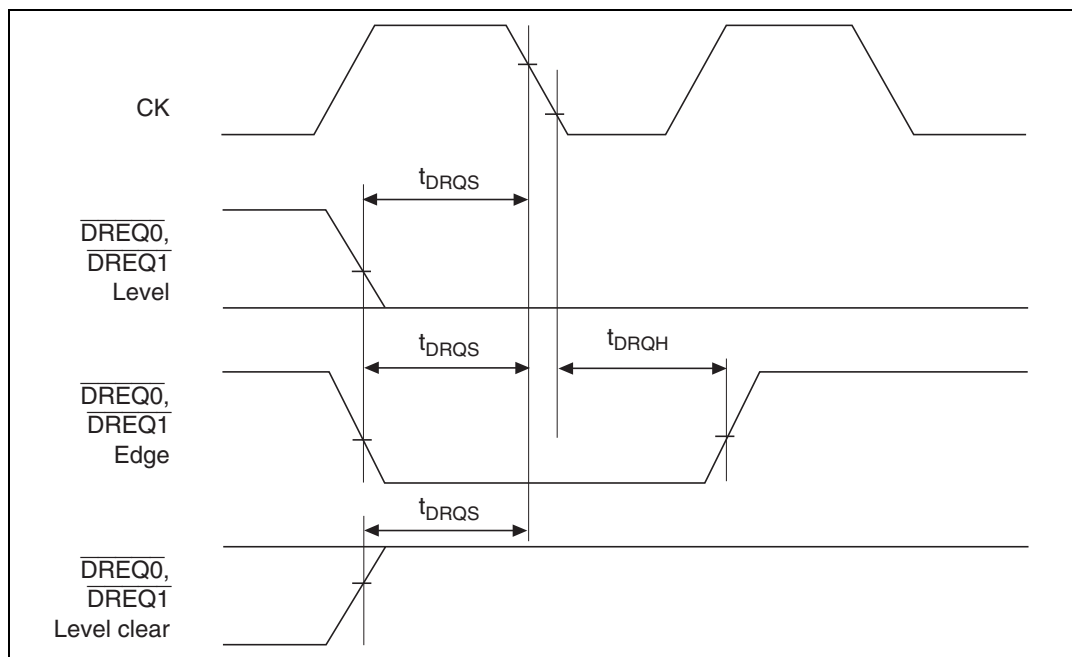 CK
tDRQS
DREQ0,
DREQ1
Level
tDRQS
tDRQH
DREQ0,
DREQ1
Edge
tDRQS
DREQ0,
DREQ1
Level clear